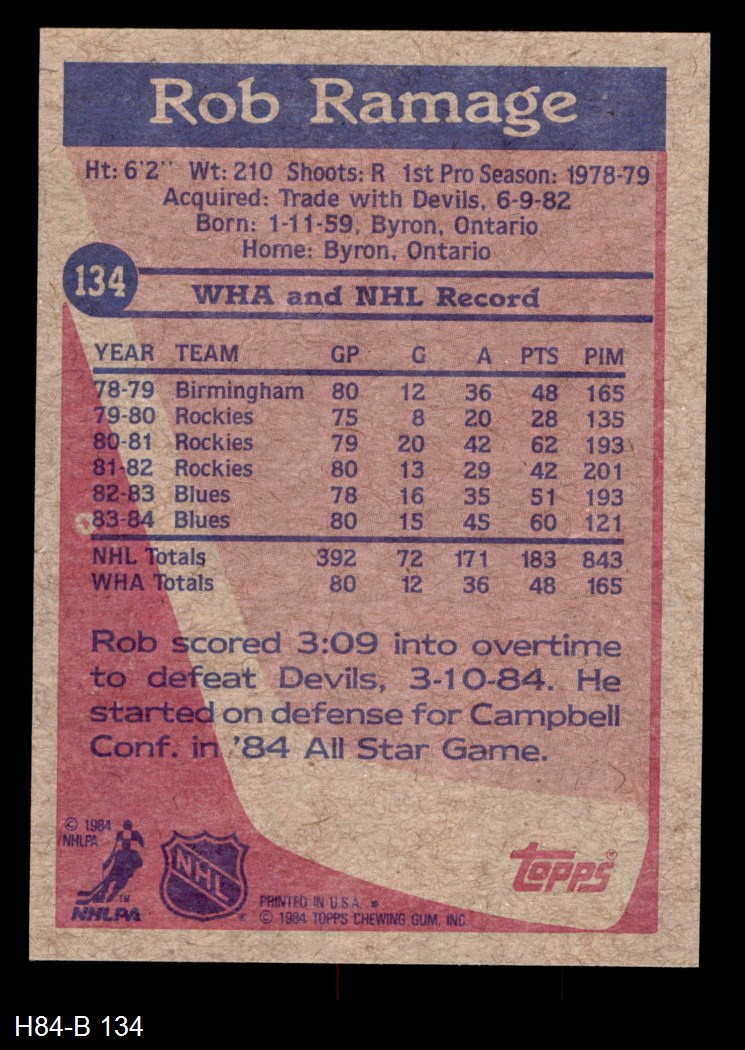 Rob Ramage
Ht: 6'2" Wt: 210 Shoots: R 1st Pro Season: 1978-79
Acquired: Trade with Devils, 6-9-82
Born: 1-11-59, Byron, Ontario
Home: Byron, Ontario
134
WHA and NHL Record
YEAR TEAM GP G A PTS PIM
78-79 Birmingham 80 12 36 48 165
79-80 Rockies 75 8 20 28 135
80-81 Rockies 79 20 42 62 193
81-82 Rockies 80 13 29 42 201
82-83 Blues 78 16 35 51 193
83-84 Blues 80 15 45 60 121
NHL Totals 392 72 171 183 843
WHA Totals 80 12 36 48 165
Rob scored 3:09 into overtime
to defeat Devils, 3-10-84. He
started on defense for Campbell
Conf. in '84 All Star Game.
© 1984
NHLPA
TM
NHLPA
NHL
®
PRINTED IN U.S.A. *
© 1984 TOPPS CHEWING GUM, INC.
topps®
H84-B 134